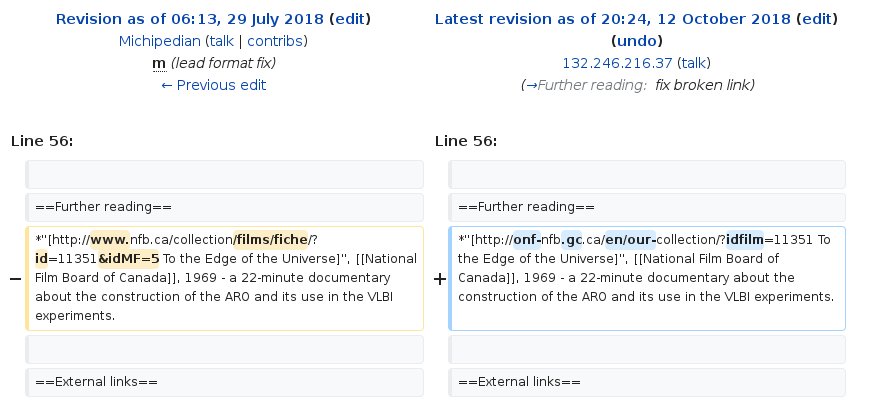 Revision as of 06:13, 29 July 2018 (edit)
Michipedian (talk | contribs)
m (lead format fix)
← Previous edit
Latest revision as of 20:24, 12 October 2018 (edit)
(undo)
132.246.216.37 (talk)
(→Further reading: fix broken link)
Line 56:
Line 56:
==Further reading==
==Further reading==
−
*''[http://www.nfb.ca/collection/films/fiche/?
id=11351&idMF=5 To the Edge of the Universe]'', [[National
Film Board of Canada]], 1969 - a 22-minute documentary
about the construction of the ARO and its use in the VLBI
experiments.
+
*''[http://onf-nfb.gc.ca/en/our-collection/?idfilm=11351 To
the Edge of the Universe]'', [[National Film Board of
Canada]], 1969 - a 22-minute documentary about the
construction of the ARO and its use in the VLBI experiments.
==External links==
==External links==